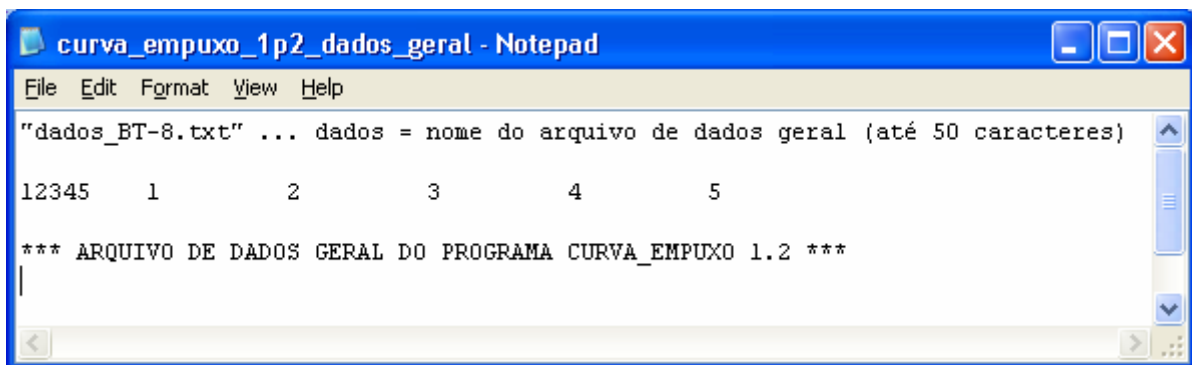 curva_empuxo_1p2_dados_geral - Notepad
File Edit Format View Help
"dados_BT-8.txt" ... dados = nome do arquivo de dados geral (até 50 caracteres)
12345 1 2 3 4 5
*** ARQUIVO DE DADOS GERAL DO PROGRAMA CURVA_EMPUXO 1.2 ***